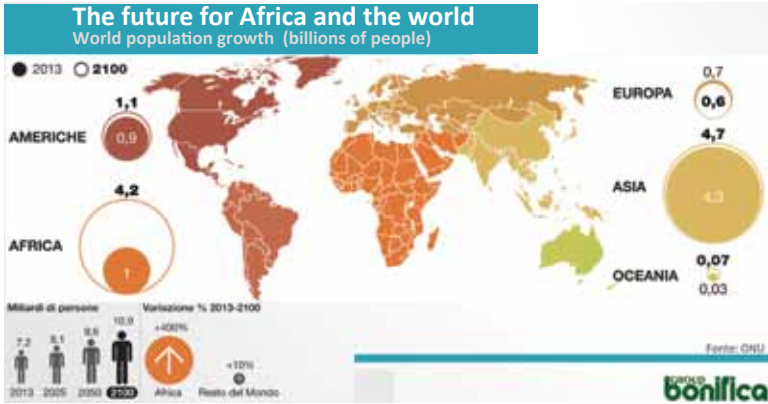 The future for Africa and the world
World population growth (billions of people)
2013 2100
AMERICHE
1,1
0,9
AFRICA
4,2
1
EUROPA
0,7
0,6
ASIA
4,7
4,3
OCEANIA
0,07
0,03
Miliardi di persone
7,2
8,1
9,6
10,9
2013 2025 2050 2100
Variazione % 2013-2100
+400%
Africa
+10%
Resto del Mondo
Fonte: ONU
GROUP
bonifica